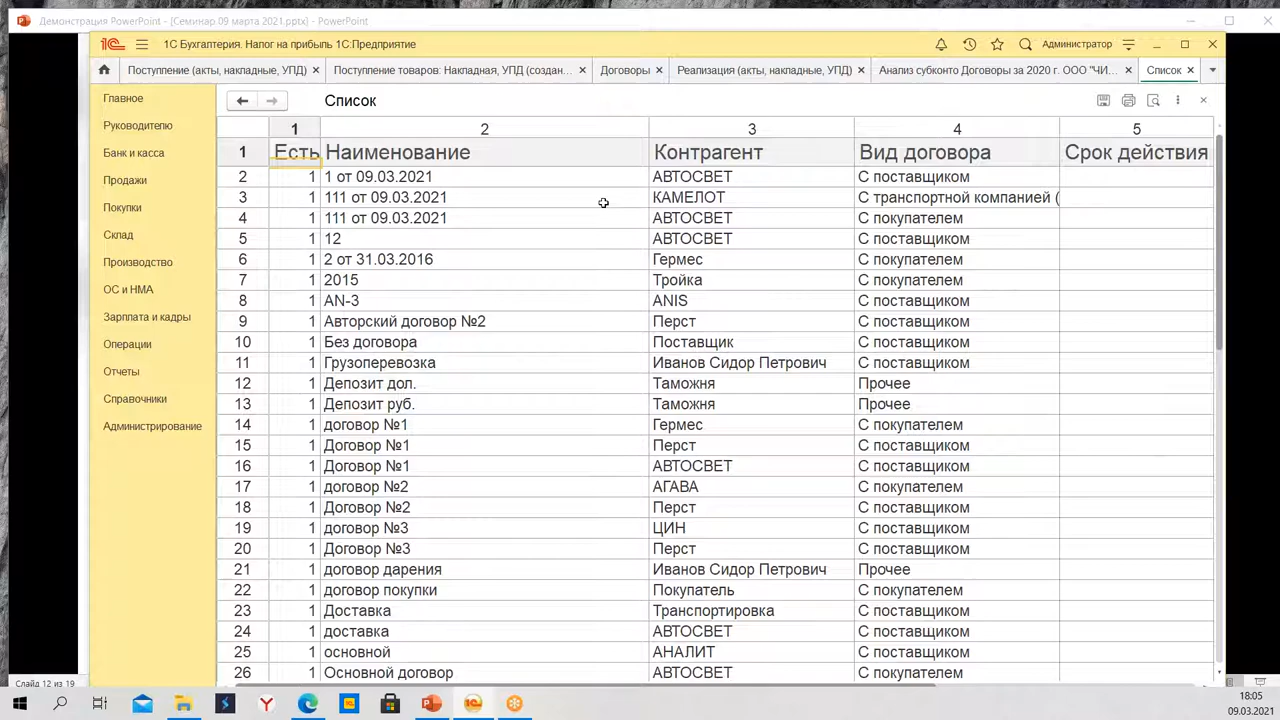 Демонстрация PowerPoint - [Семинар.09 марта 2021.pptx] - PowerPoint
1С Бухгалтерия. Налог на прибыль 1С:Предприятие
Администратор
Поступление (акты, накладные, УПД)
Поступление товаров: Накладная, УПД (создан...
Договоры
Реализация (акты, накладные, УПД)
Анализ субконто Договоры за 2020 г. ООО "ЧИ...
Список
Главное
Руководителю
Банк и касса
Продажи
Покупки
Склад
Производство
ОС и НМА
Зарплата и кадры
Операции
Отчеты
Справочники
Администрирование
Список
1 2 3 4 5
1 Есть Наименование Контрагент Вид договора Срок действия
2 1 1 от 09.03.2021 АВТОСВЕТ С поставщиком
3 1 111 от 09.03.2021 КАМЕЛОТ С транспортной компанией (
4 1 111 от 09.03.2021 АВТОСВЕТ С покупателем
5 1 12 АВТОСВЕТ С поставщиком
6 1 2 от 31.03.2016 Гермес С покупателем
7 1 2015 Тройка С покупателем
8 1 AN-3 ANIS С поставщиком
9 1 Авторский договор №2 Перст С поставщиком
10 1 Без договора Поставщик С поставщиком
11 1 Грузоперевозка Иванов Сидор Петрович С поставщиком
12 1 Депозит дол. Таможня Прочее
13 1 Депозит руб. Таможня Прочее
14 1 договор №1 Гермес С покупателем
15 1 Договор №1 Перст С поставщиком
16 1 Договор №1 АВТОСВЕТ С поставщиком
17 1 договор №2 АГАВА С покупателем
18 1 Договор №2 Перст С поставщиком
19 1 договор №3 ЦИН С поставщиком
20 1 Договор №3 Перст С поставщиком
21 1 договор дарения Иванов Сидор Петрович Прочее
22 1 договор покупки Покупатель С покупателем
23 1 Доставка Транспортировка С поставщиком
24 1 доставка АВТОСВЕТ С поставщиком
25 1 основной АНАЛИТ С поставщиком
26 1 Основной договор АВТОСВЕТ С покупателем
Слайд 12 из 19
18:05
09.03.2021